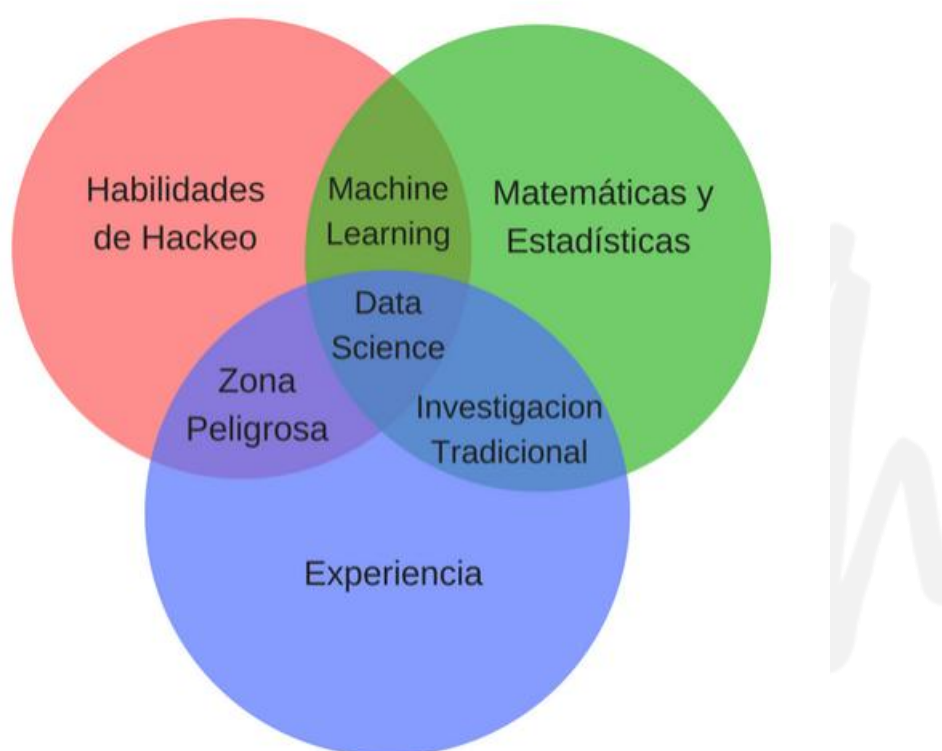 Habilidades
de Hackeo
Machine
Learning
Matemáticas y
Estadísticas
Data
Science
Zona
Peligrosa
Investigacion
Tradicional
Experiencia